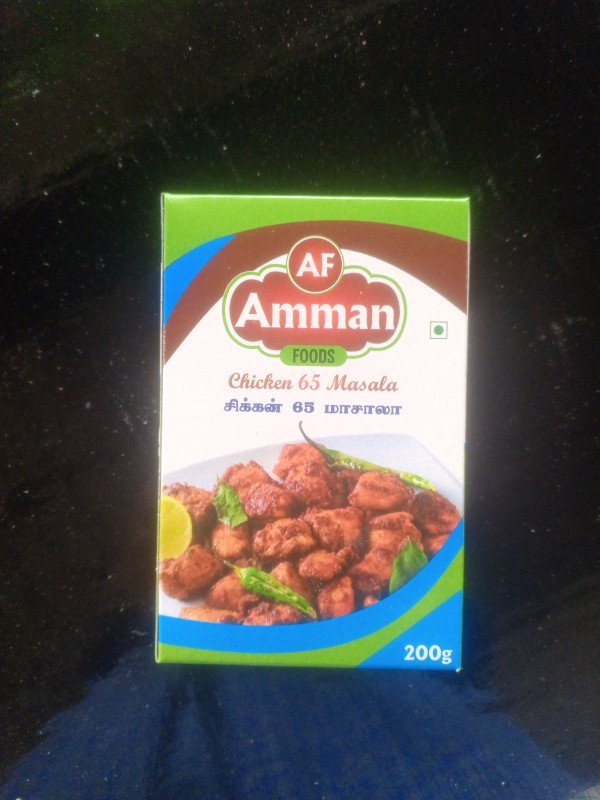 AF
Amman
FOODS
Chicken 65 Masala
சிக்கன் 65 மாசாலா
200g